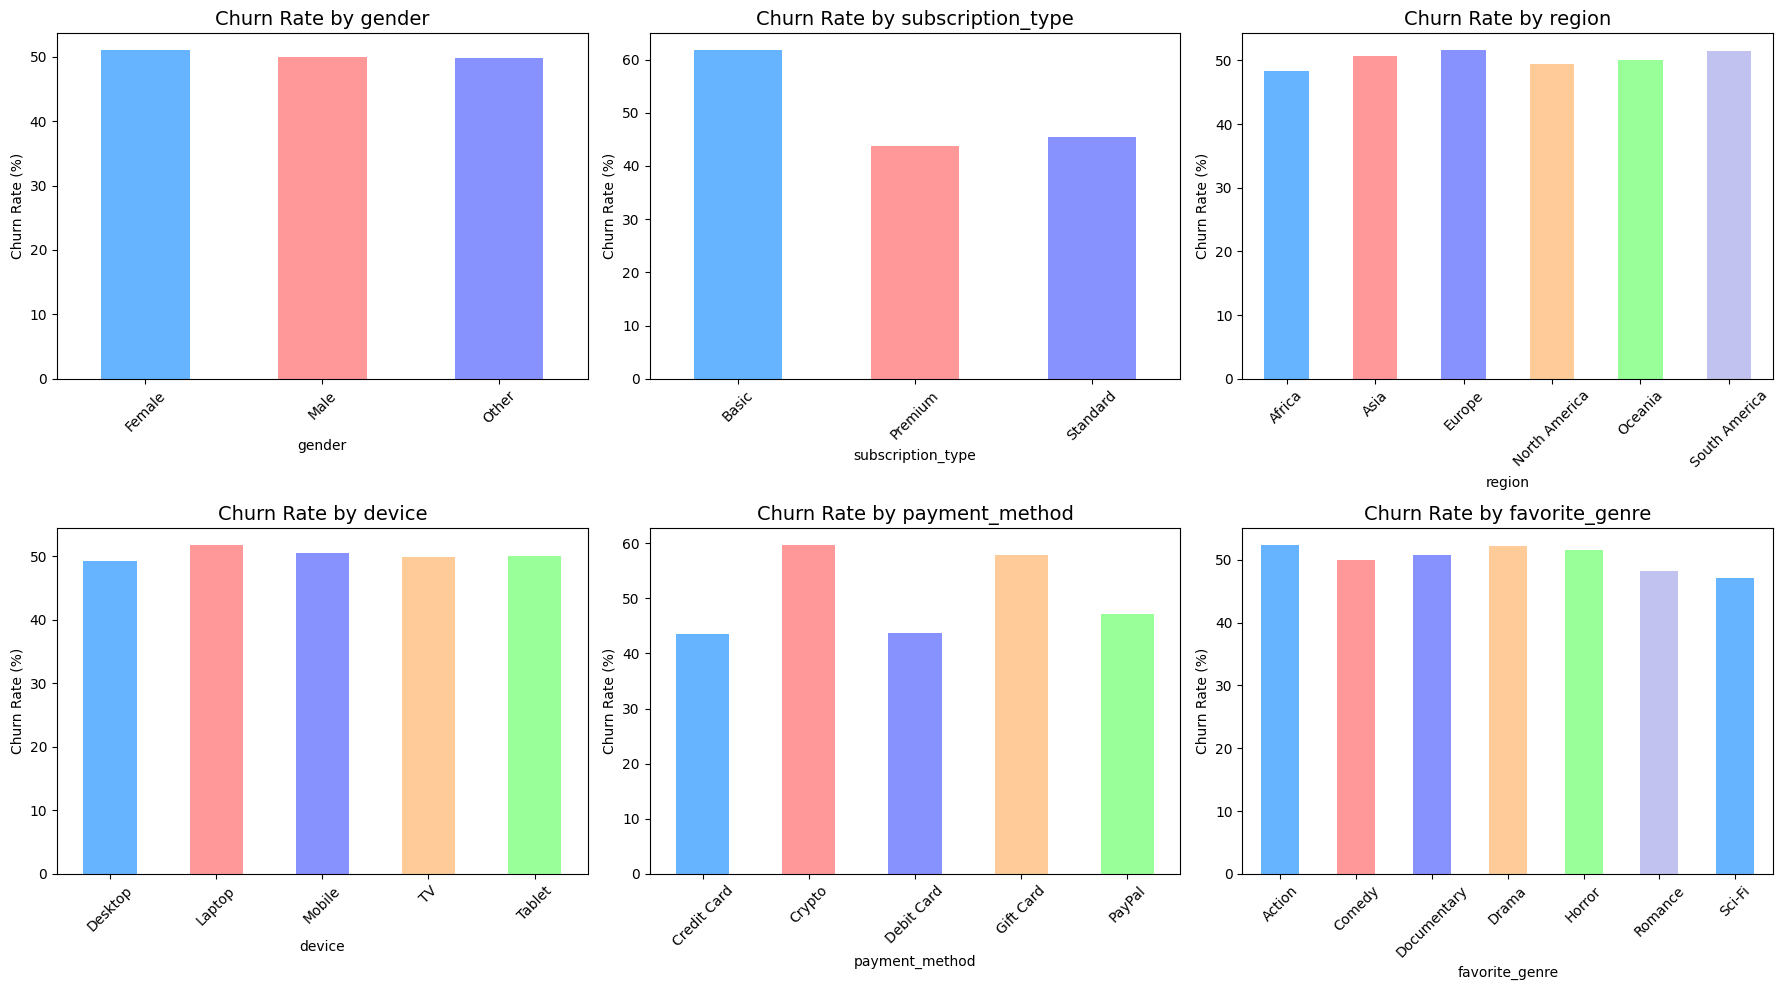 Churn Rate by gender
Churn Rate (%)
50
40
30
20
10
0
Female
Male
Other
gender
Churn Rate by subscription_type
Churn Rate (%)
60
50
40
30
20
10
0
Basic
Premium
Standard
subscription_type
Churn Rate by region
Churn Rate (%)
50
40
30
20
10
0
Africa
Asia
Europe
North America
Oceania
South America
region
Churn Rate by device
Churn Rate (%)
50
40
30
20
10
0
Desktop
Laptop
Mobile
TV
Tablet
device
Churn Rate by payment_method
Churn Rate (%)
60
50
40
30
20
10
0
Credit Card
Crypto
Debit Card
Gift Card
PayPal
payment_method
Churn Rate by favorite_genre
Churn Rate (%)
50
40
30
20
10
0
Action
Comedy
Documentary
Drama
Horror
Romance
Sci-Fi
favorite_genre